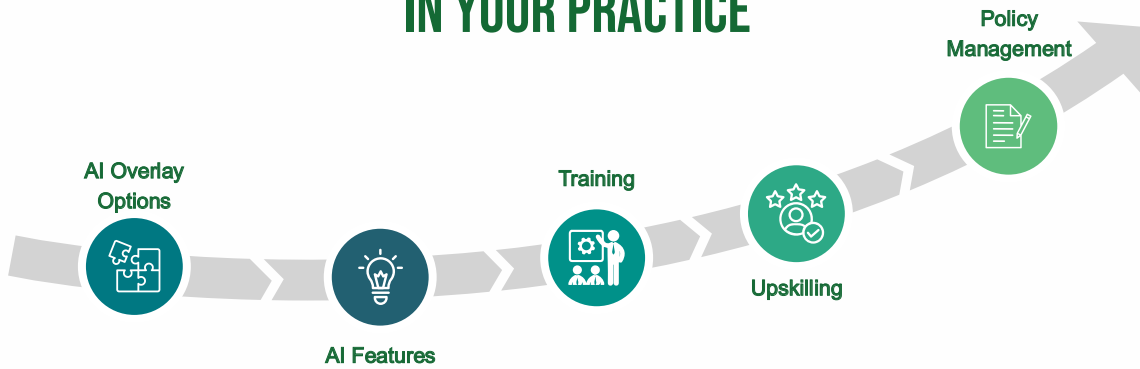 IN YOUR PRACTICE
Policy
Management
AI Overlay
Options
Training
Upskilling
AI Features